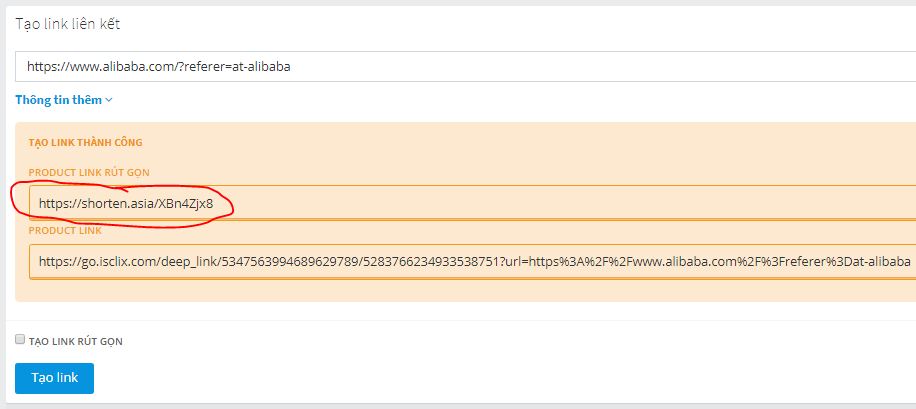 Tạo link liên kết
https://www.alibaba.com/?referer=at-alibaba
Thông tin thêm
TẠO LINK THÀNH CÔNG
PRODUCT LINK RÚT GỌN
https://shorten.asia/XBn4Zjx8
PRODUCT LINK
https://go.isclix.com/deep_link/5347563994689629789/5283766234933538751?url=https%3A%2F%2Fwww.alibaba.com%2F%3Freferer%3Dat-alibaba
TẠO LINK RÚT GỌN
Tạo link